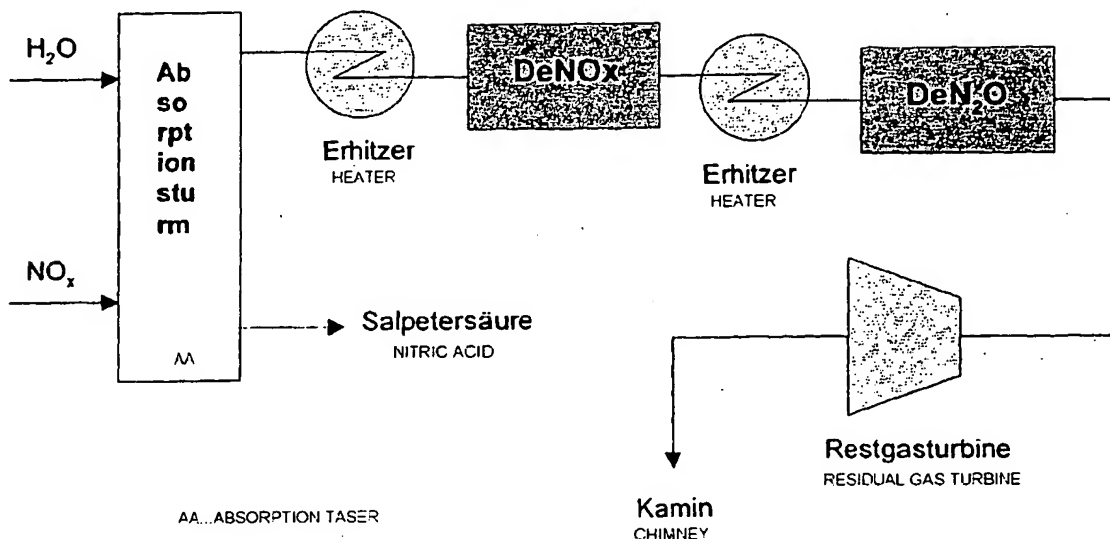 H₂O
Ab
so
rpt
ion
stu
rm
DeNOx
DeN₂O
Erhitzer
HEATER
Erhitzer
HEATER
NOₓ
Salpetersäure
NITRIC ACID
AA
Restgasturbine
RESIDUAL GAS TURBINE
Kamin
CHIMNEY
AA...ABSORPTION TASER